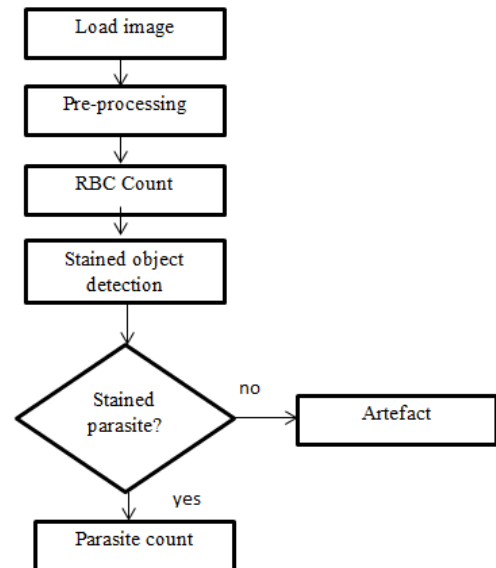 Load image
Pre-processing
RBC Count
Stained object
detection
Stained
parasite?
no
Artefact
yes
Parasite count